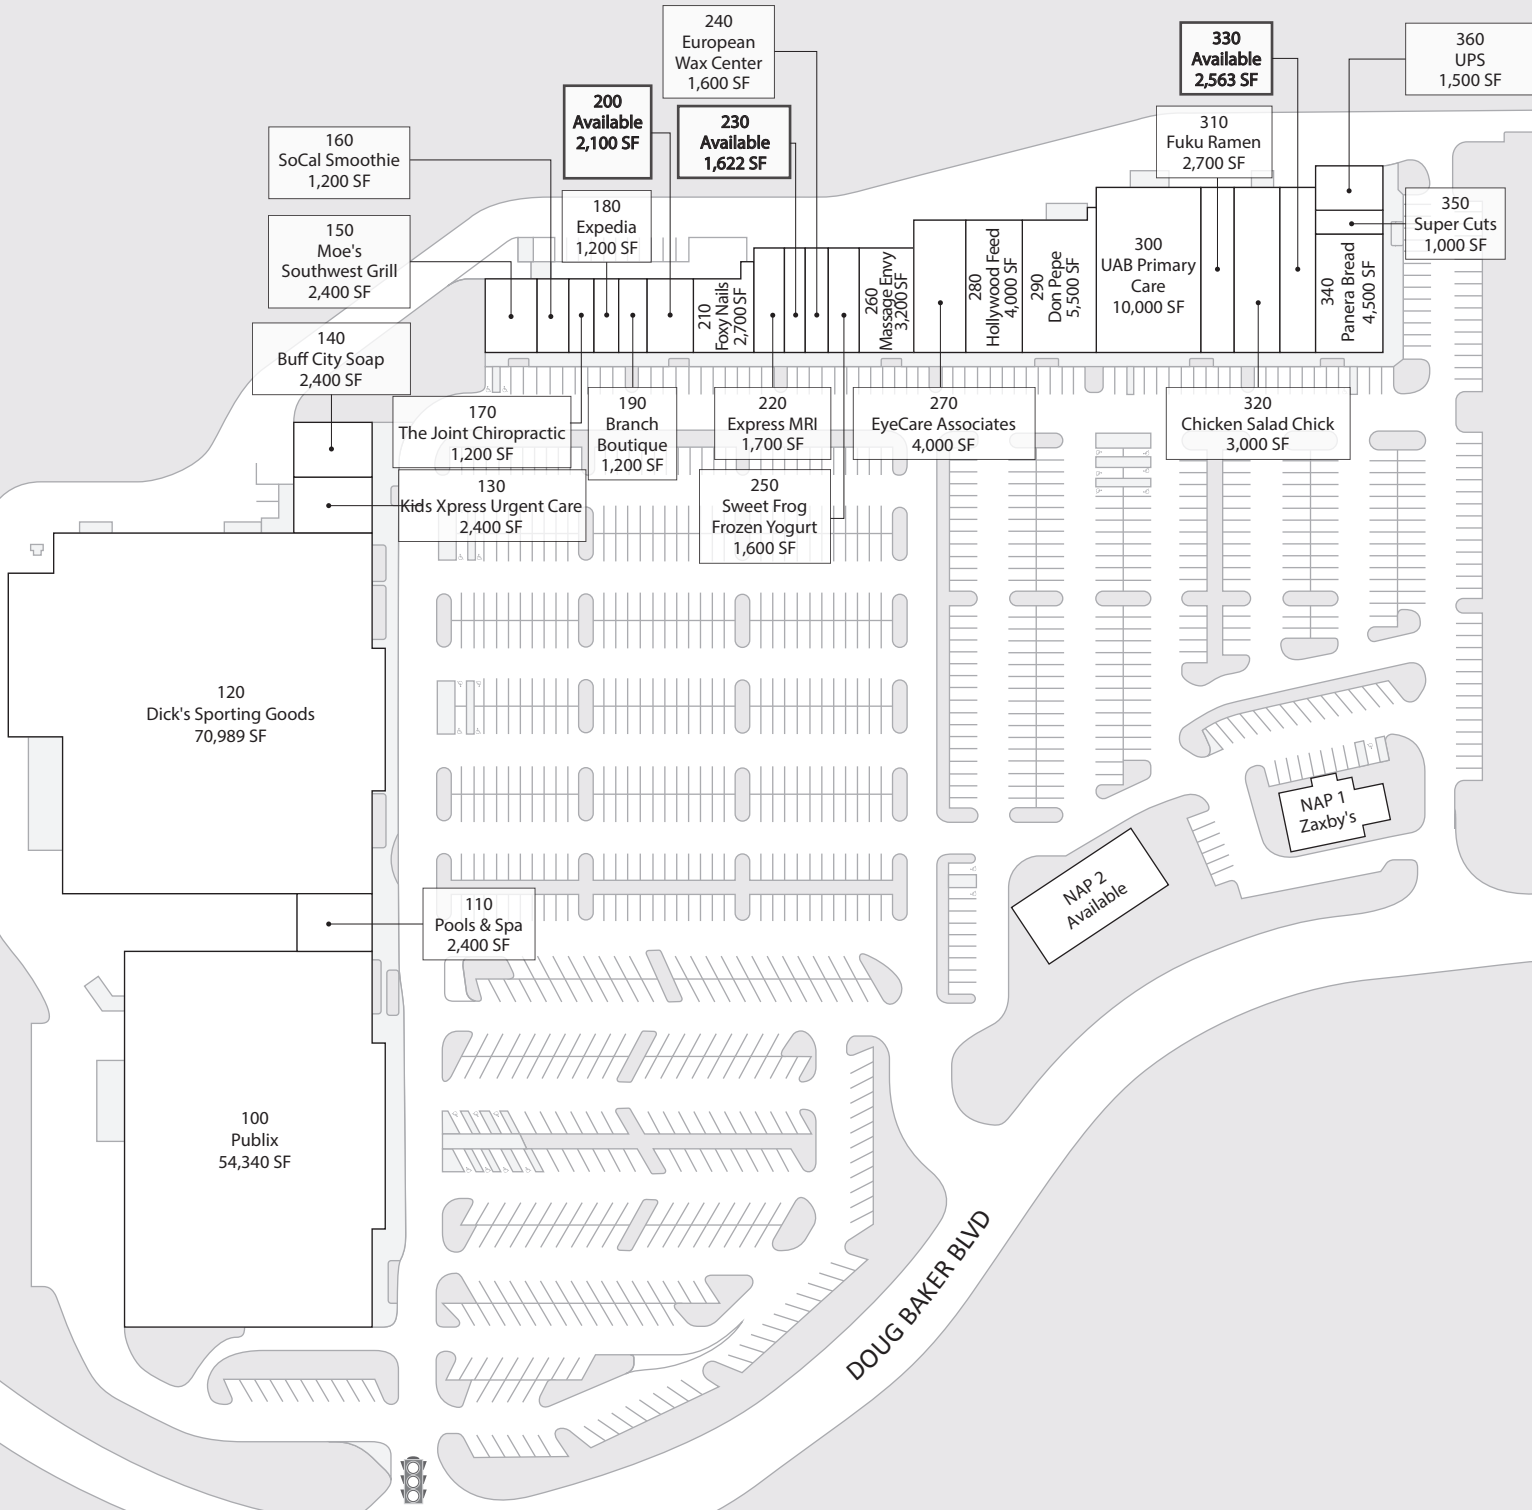 240
European
Wax Center
1,600 SF
330
Available
2,563 SF
360
UPS
1,500 SF
200
Available
2,100 SF
230
Available
1,622 SF
310
Fuku Ramen
2,700 SF
160
SoCal Smoothie
1,200 SF
180
Expedia
1,200 SF
350
Super Cuts
1,000 SF
150
Moe's
Southwest Grill
2,400 SF
210
Foxy Nails
2,700 SF
260
Massage Envy
3,200 SF
280
Hollywood Feed
4,000 SF
290
Don Pepe
5,500 SF
300
UAB Primary
Care
10,000 SF
340
Panera Bread
4,500 SF
140
Buff City Soap
2,400 SF
170
The Joint Chiropractic
1,200 SF
190
Branch
Boutique
1,200 SF
220
Express MRI
1,700 SF
270
EyeCare Associates
4,000 SF
320
Chicken Salad Chick
3,000 SF
130
Kids Xpress Urgent Care
2,400 SF
250
Sweet Frog
Frozen Yogurt
1,600 SF
120
Dick's Sporting Goods
70,989 SF
NAP 1
Zaxby's
NAP 2
Available
110
Pools & Spa
2,400 SF
100
Publix
54,340 SF
DOUG BAKER BLVD